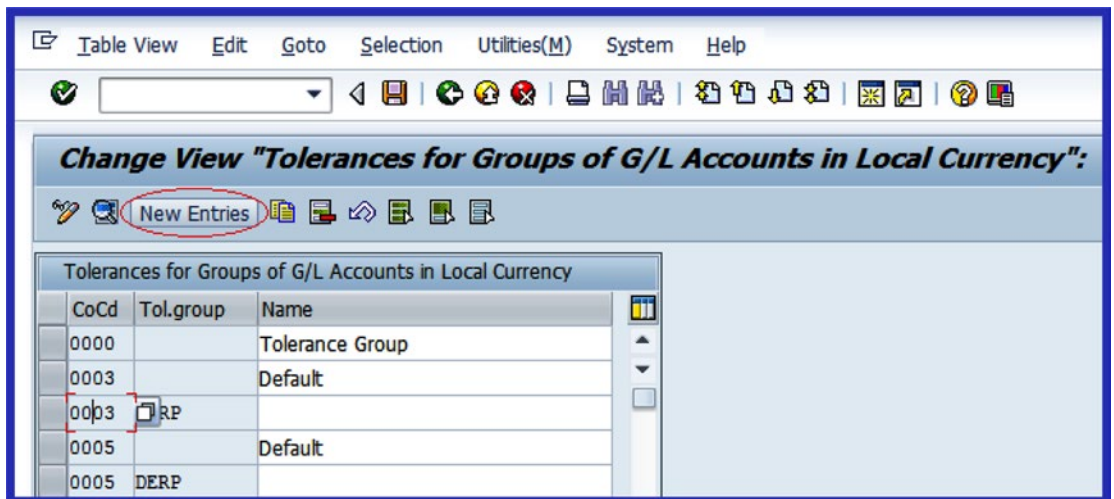 Table View Edit Goto Selection Utilities(M) System Help
Change View "Tolerances for Groups of G/L Accounts in Local Currency":
New Entries
Tolerances for Groups of G/L Accounts in Local Currency
CoCd Tol.group Name
0000 Tolerance Group
0003 Default
0003 RP
0005 Default
0005 DERP